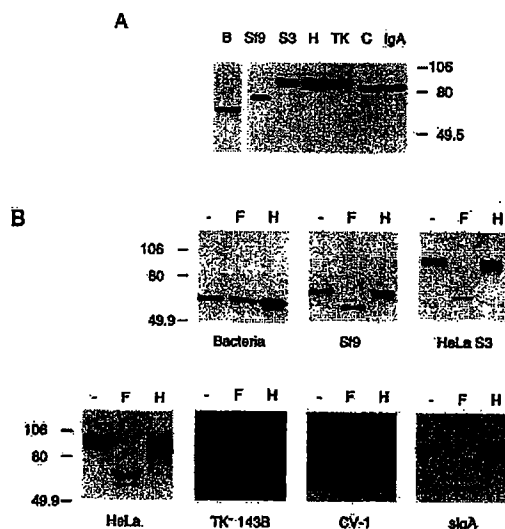 A
B Sf9 S3 H TK C IgA
106
80
49.5
B
- F H - F H - F H
106
80
49.9
Bacteria Sf9 HeLa S3
- F H - F H - F H - F H
106
80
49.9
HeLa. TK⁻ 143B CV-1 sIgA